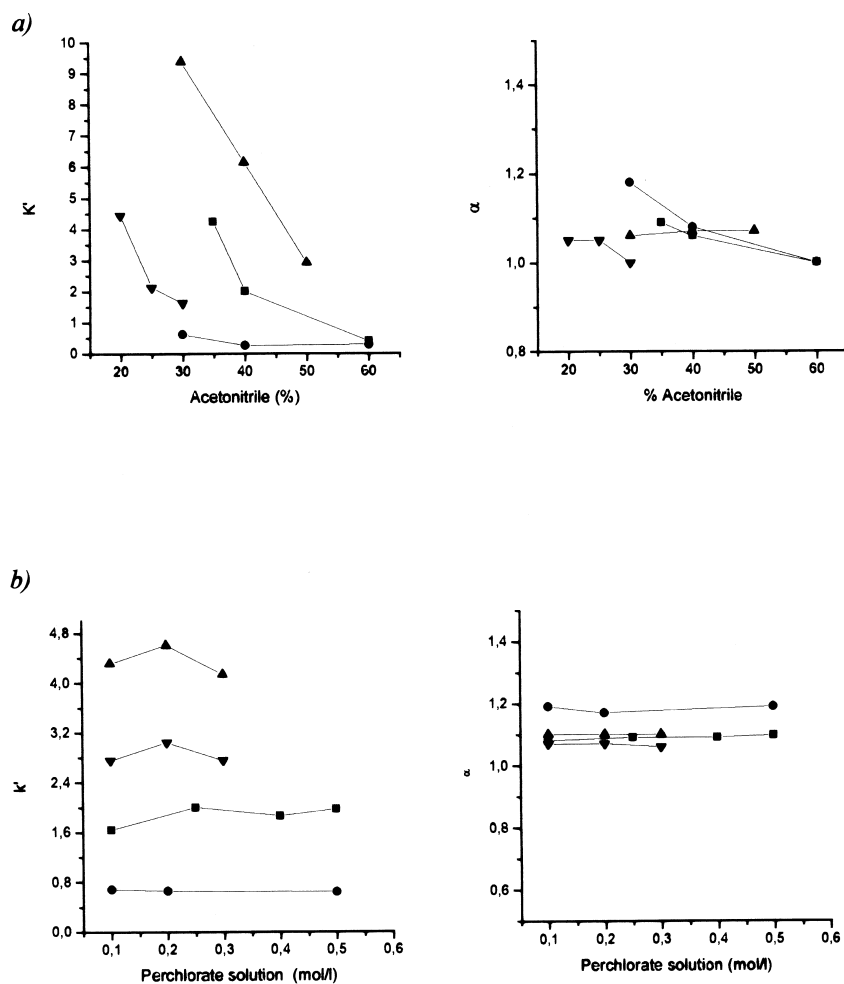 a)
10
9
8
7
6
5
4
3
2
1
0
K'
20 30 40 50 60
Acetonitrile (%)
1,4
1,2
1,0
0,8
α
20 30 40 50 60
% Acetonitrile
b)
4,8
4,0
3,2
2,4
1,6
0,8
0,0
k'
0,1 0,2 0,3 0,4 0,5 0,6
Perchlorate solution (mol/l)
1,4
1,2
1,0
0,8
0,6
α
0,1 0,2 0,3 0,4 0,5 0,6
Perchlorate solution (mol/l)